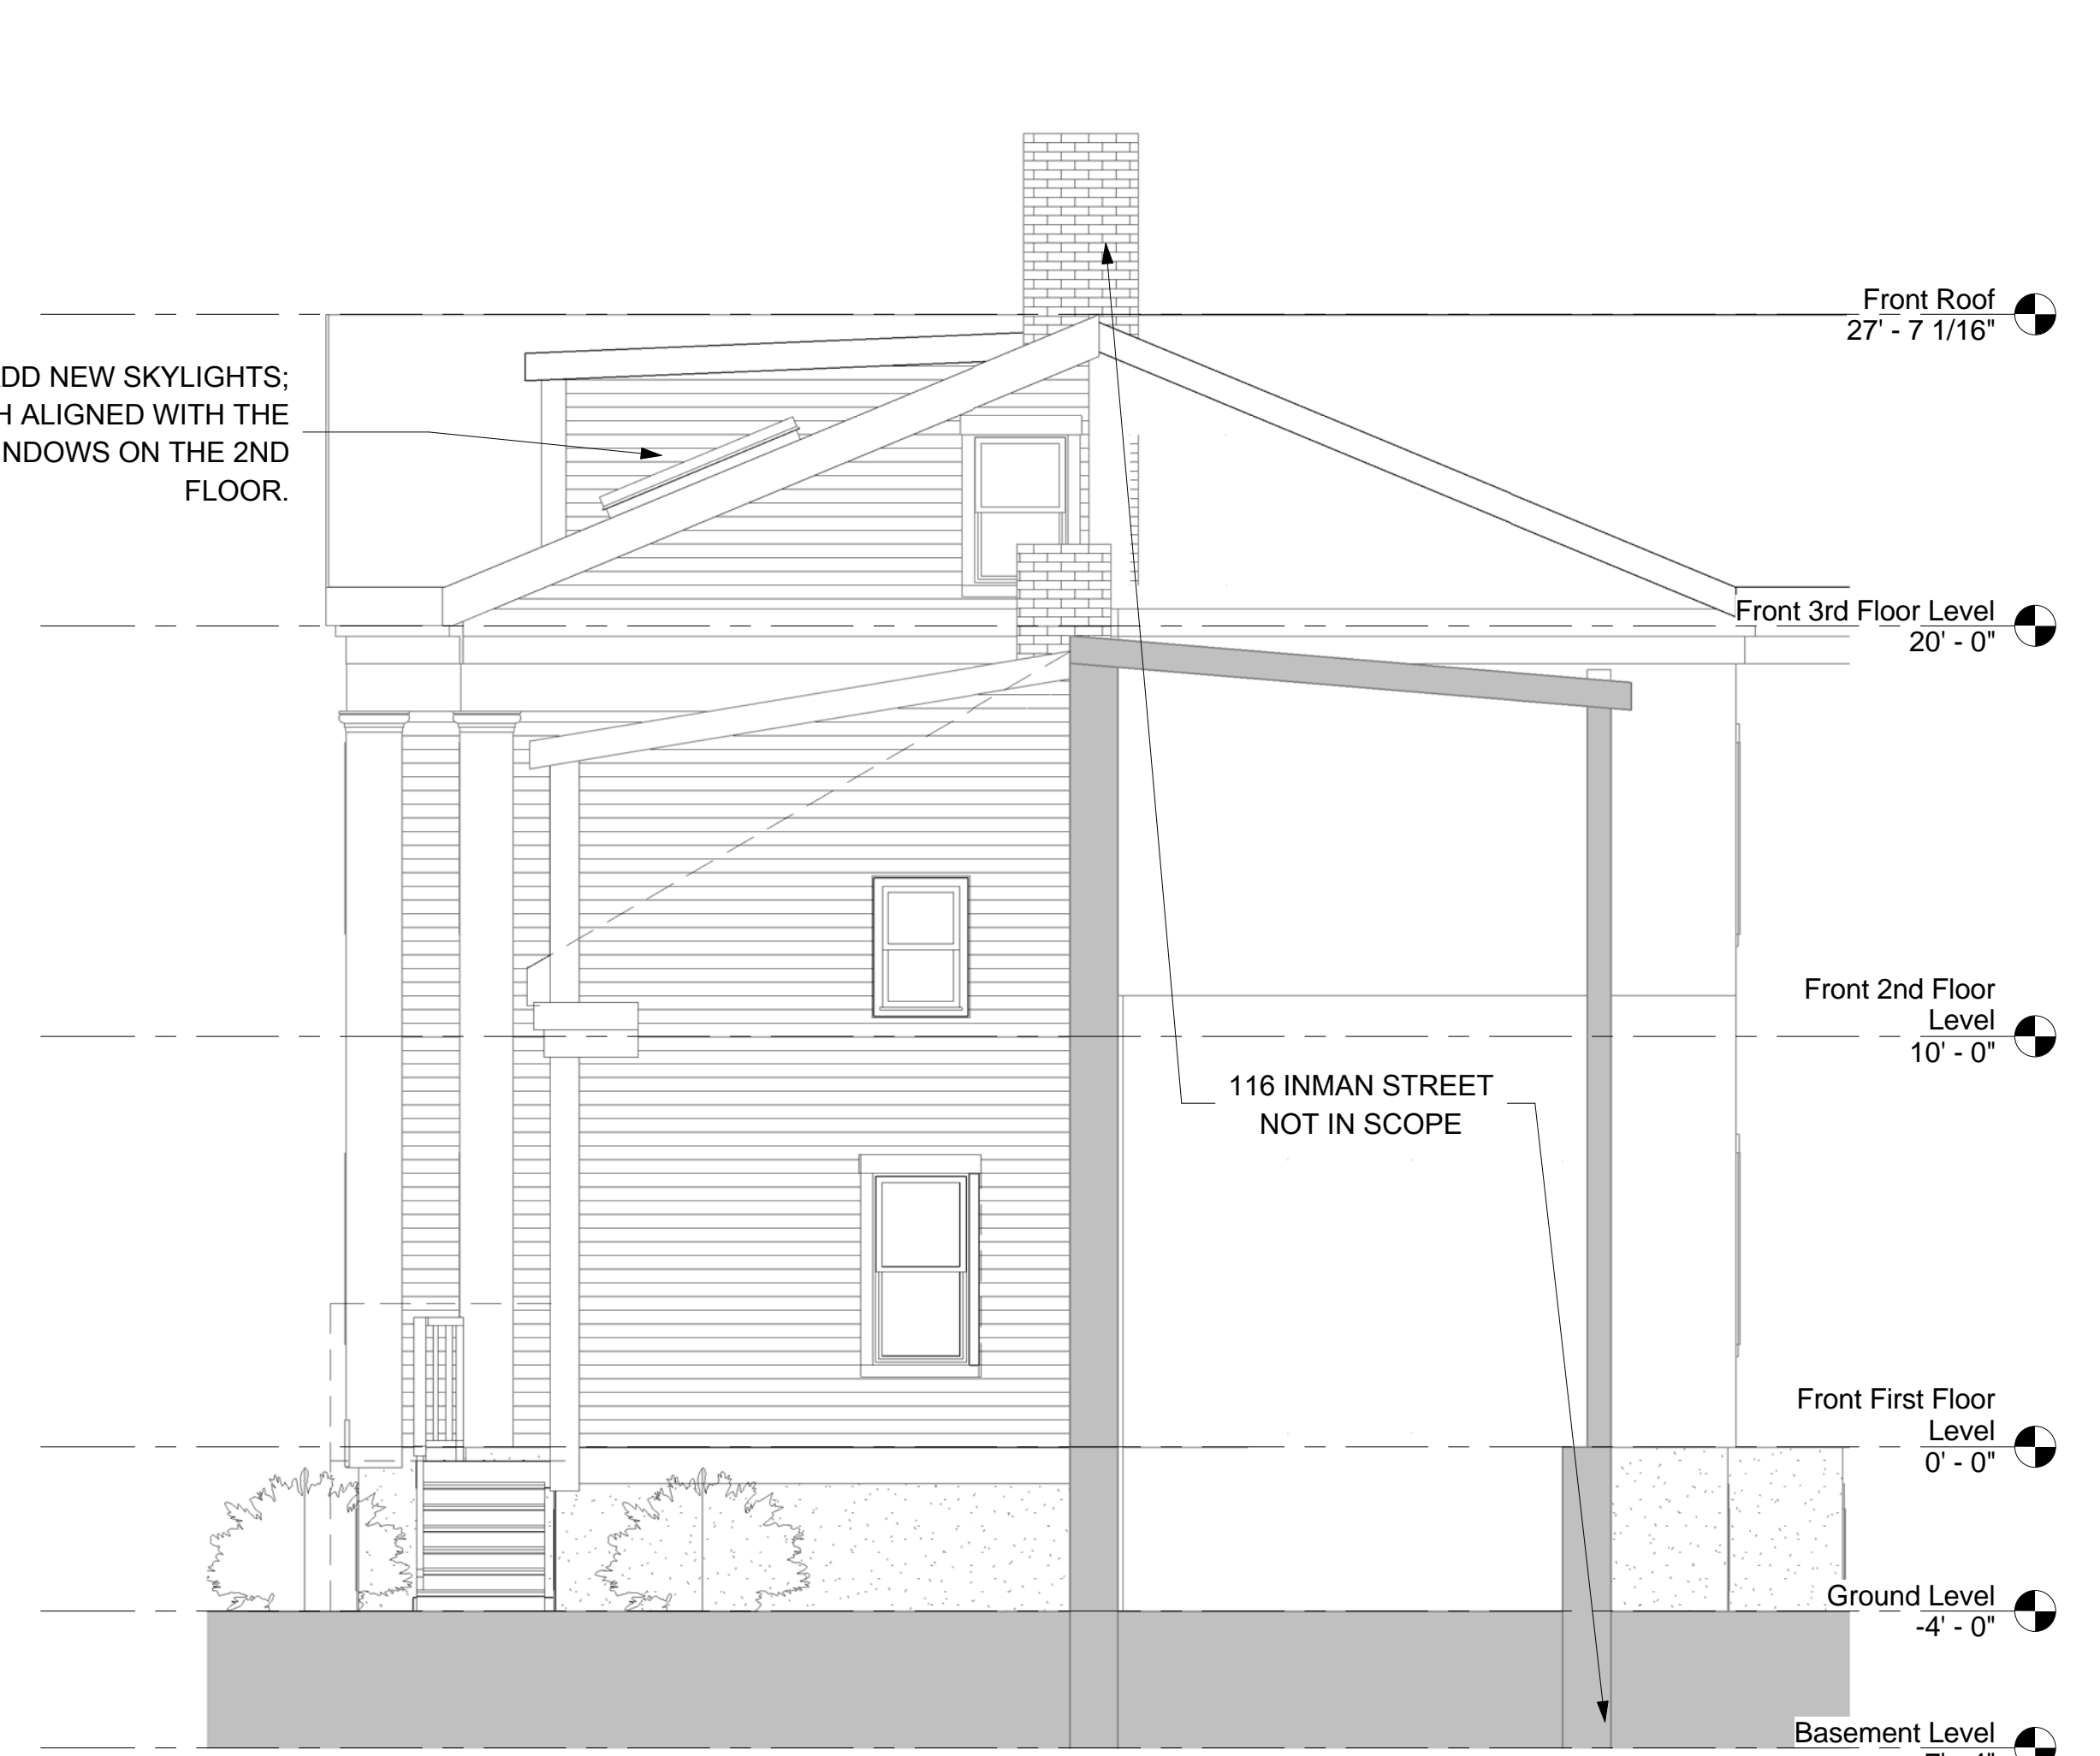 Front Roof
27' - 7 1/16"
DD NEW SKYLIGHTS;
H ALIGNED WITH THE
NDOWS ON THE 2ND
FLOOR.
Front 3rd Floor Level
20' - 0"
Front 2nd Floor
Level
10' - 0"
116 INMAN STREET
NOT IN SCOPE
Front First Floor
Level
0' - 0"
Ground Level
-4' - 0"
Basement Level